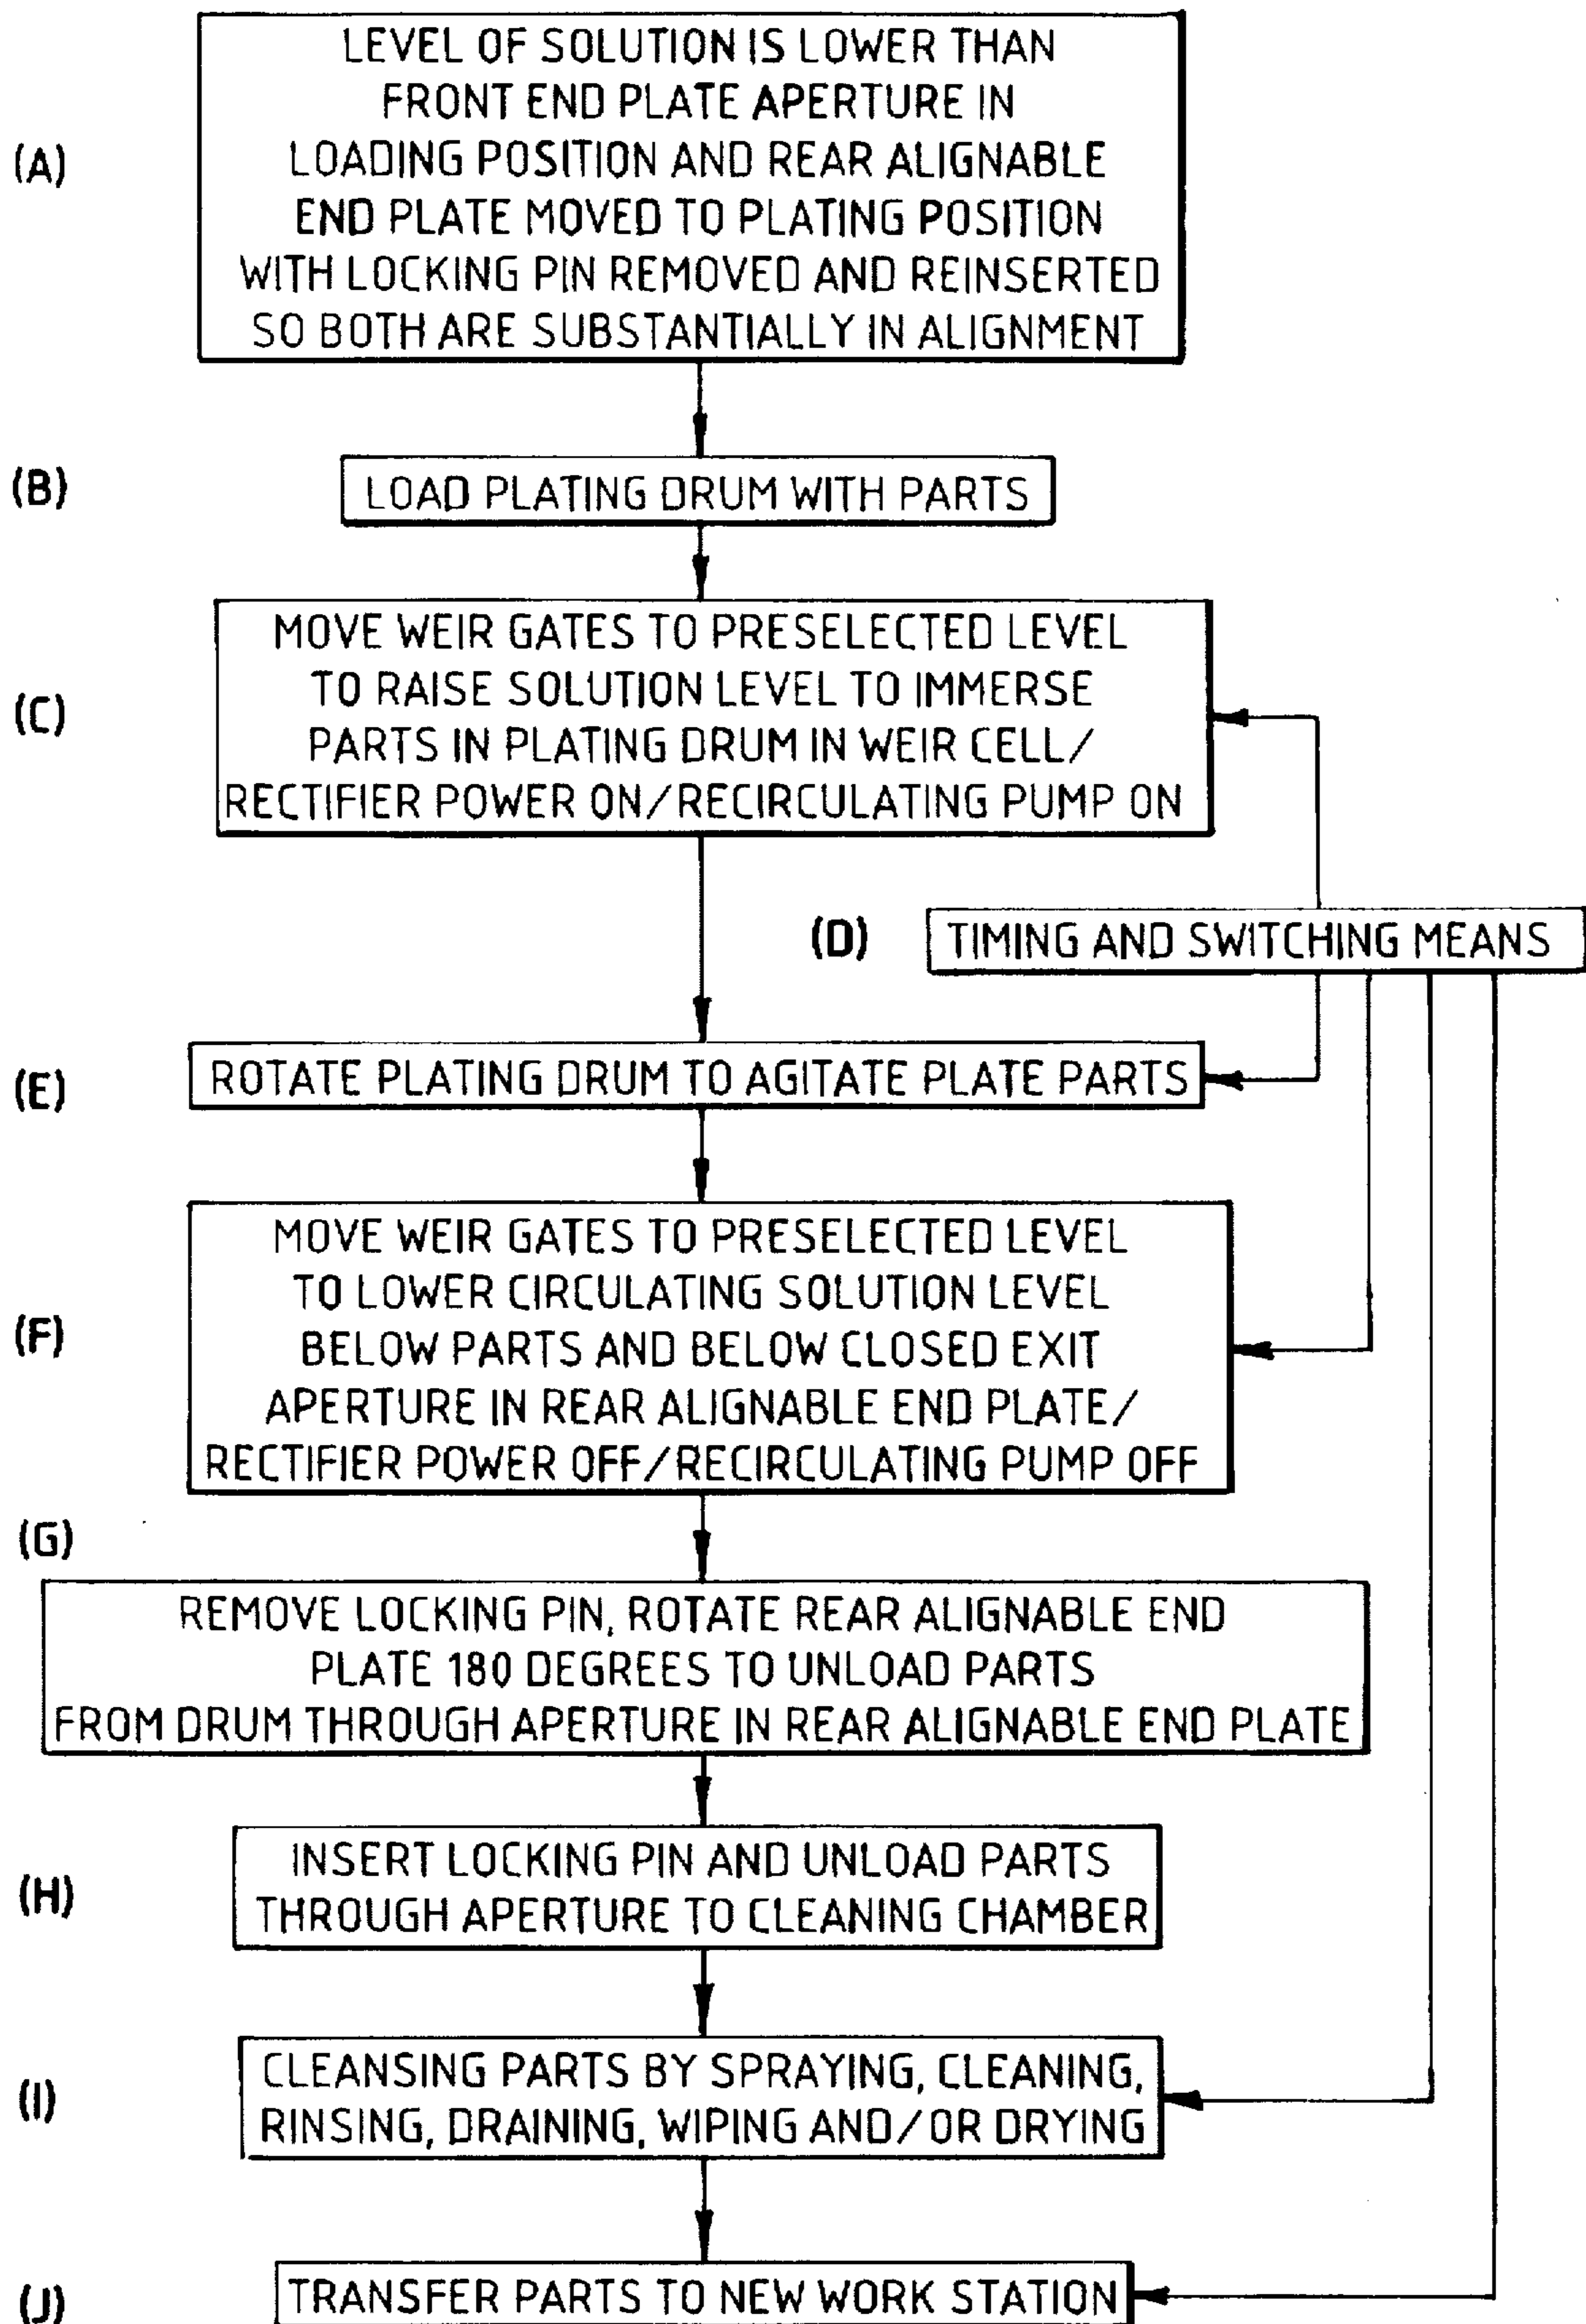 (A)
LEVEL OF SOLUTION IS LOWER THAN
FRONT END PLATE APERTURE IN
LOADING POSITION AND REAR ALIGNABLE
END PLATE MOVED TO PLATING POSITION
WITH LOCKING PIN REMOVED AND REINSERTED
SO BOTH ARE SUBSTANTIALLY IN ALIGNMENT
(B)
LOAD PLATING DRUM WITH PARTS
(C)
MOVE WEIR GATES TO PRESELECTED LEVEL
TO RAISE SOLUTION LEVEL TO IMMERSE
PARTS IN PLATING DRUM IN WEIR CELL/
RECTIFIER POWER ON/RECIRCULATING PUMP ON
(D)
TIMING AND SWITCHING MEANS
(E)
ROTATE PLATING DRUM TO AGITATE PLATE PARTS
(F)
MOVE WEIR GATES TO PRESELECTED LEVEL
TO LOWER CIRCULATING SOLUTION LEVEL
BELOW PARTS AND BELOW CLOSED EXIT
APERTURE IN REAR ALIGNABLE END PLATE/
RECTIFIER POWER OFF/RECIRCULATING PUMP OFF
(G)
REMOVE LOCKING PIN, ROTATE REAR ALIGNABLE END
PLATE 180 DEGREES TO UNLOAD PARTS
FROM DRUM THROUGH APERTURE IN REAR ALIGNABLE END PLATE
(H)
INSERT LOCKING PIN AND UNLOAD PARTS
THROUGH APERTURE TO CLEANING CHAMBER
(I)
CLEANSING PARTS BY SPRAYING, CLEANING,
RINSING, DRAINING, WIPING AND/OR DRYING
(J)
TRANSFER PARTS TO NEW WORK STATION